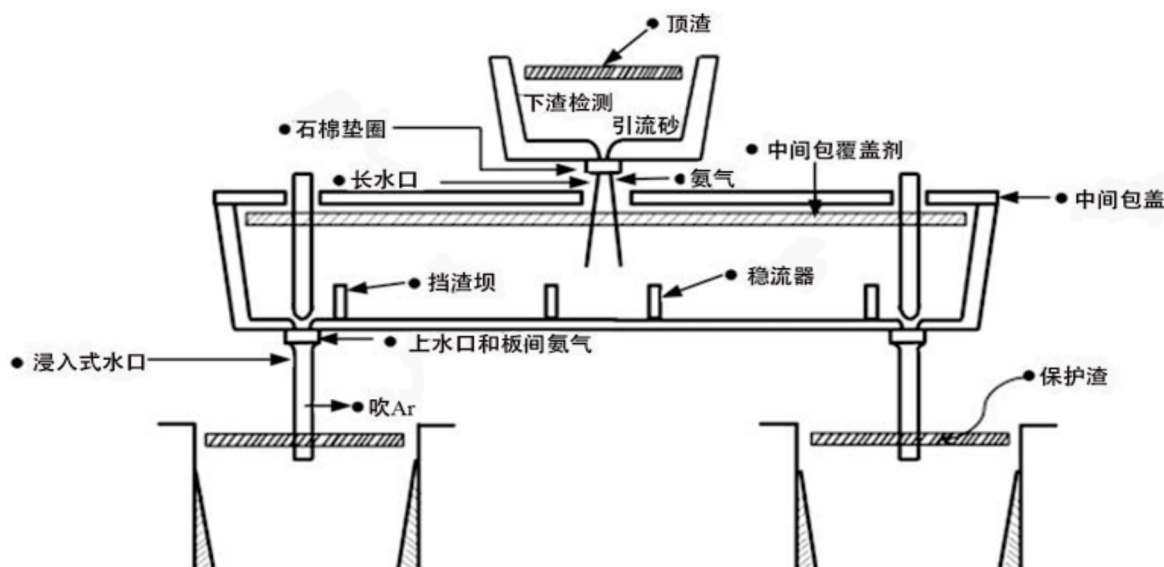 ● 顶渣
下渣检测
引流砂
● 石棉垫圈
● 中间包覆盖剂
● 长水口
● 氨气
● 中间包盖
● 挡渣坝
● 稳流器
● 上水口和板间氨气
● 浸入式水口
● 保护渣
● 吹Ar